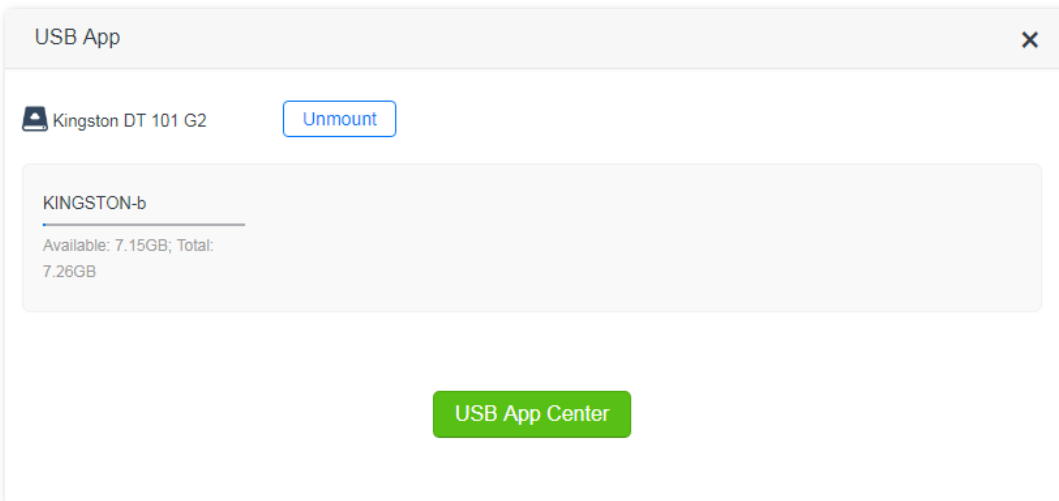 USB App
Kingston DT 101 G2
Unmount
KINGSTON-b
Available: 7.15GB; Total:
7.26GB
USB App Center